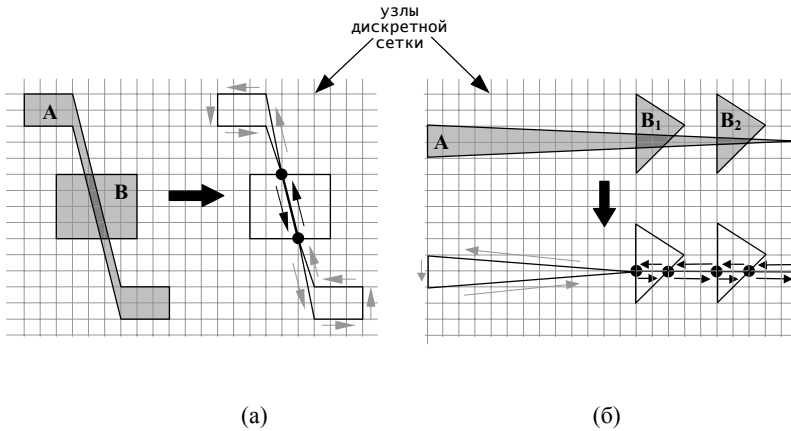 узлы
дискретной
сетки
A
B
A
B1
B2
(а)
(б)